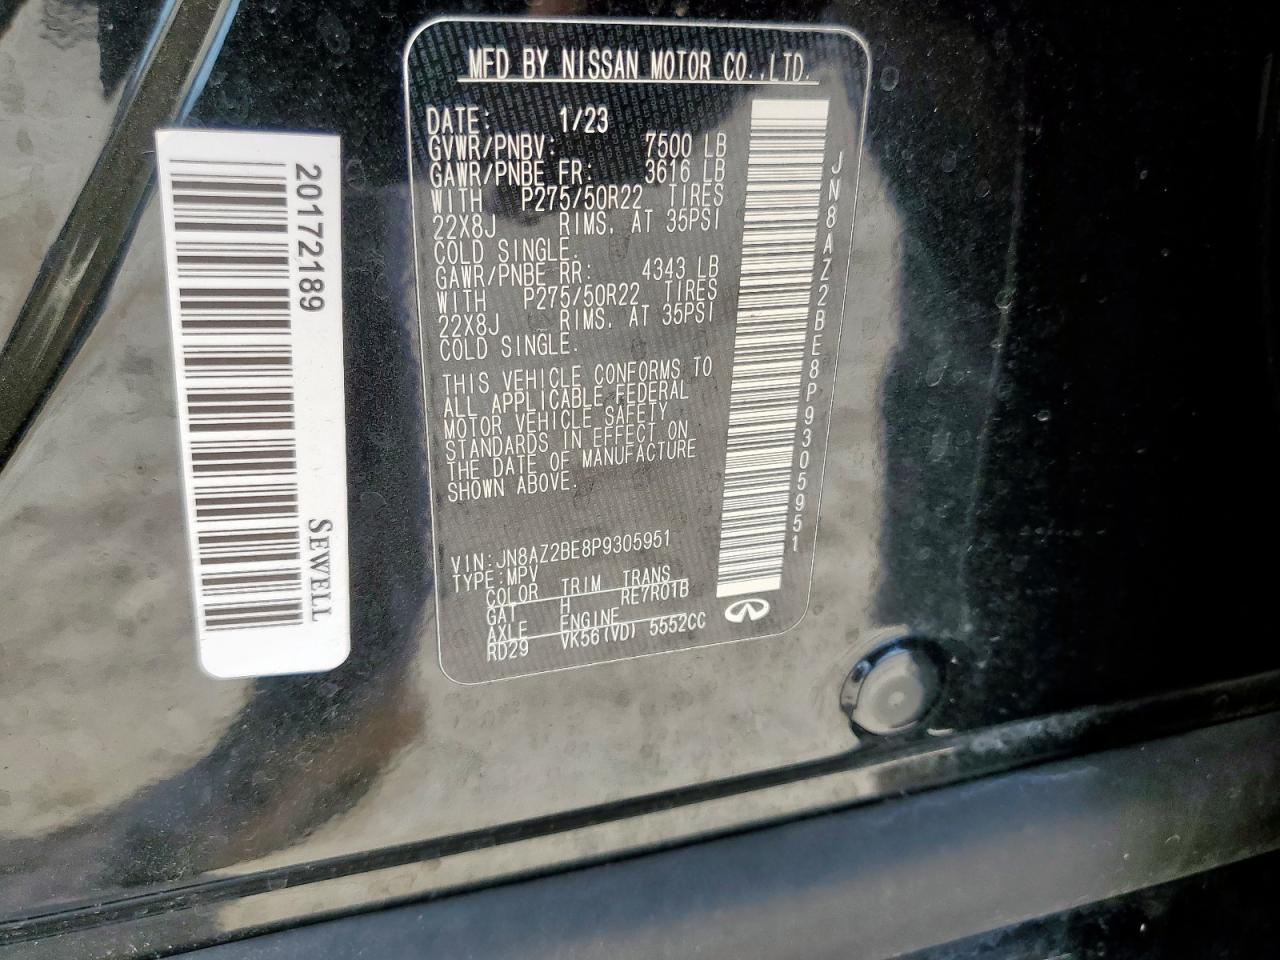 20172189
SEWELL
MFD BY NISSAN MOTOR CO.,LTD.
DATE: 1/23
GVWR/PNBV: 7500 LB
GAWR/PNBE FR: 3616 LB
WITH P275/50R22 TIRES
22X8J RIMS. AT 35PSI
COLD SINGLE.
GAWR/PNBE RR: 4343 LB
WITH P275/50R22 TIRES
22X8J RIMS. AT 35PSI
COLD SINGLE.
THIS VEHICLE CONFORMS TO
ALL APPLICABLE FEDERAL
MOTOR VEHICLE SAFETY
STANDARDS IN EFFECT ON
THE DATE OF MANUFACTURE
SHOWN ABOVE.
VIN:JN8AZ2BE8P9305951
TYPE:MPV
COLOR TRIM TRANS
GAT H RE7R01B
AXLE ENGINE
RD29 VK56(VD) 5552CC
JN8AZ2BE8P9305951